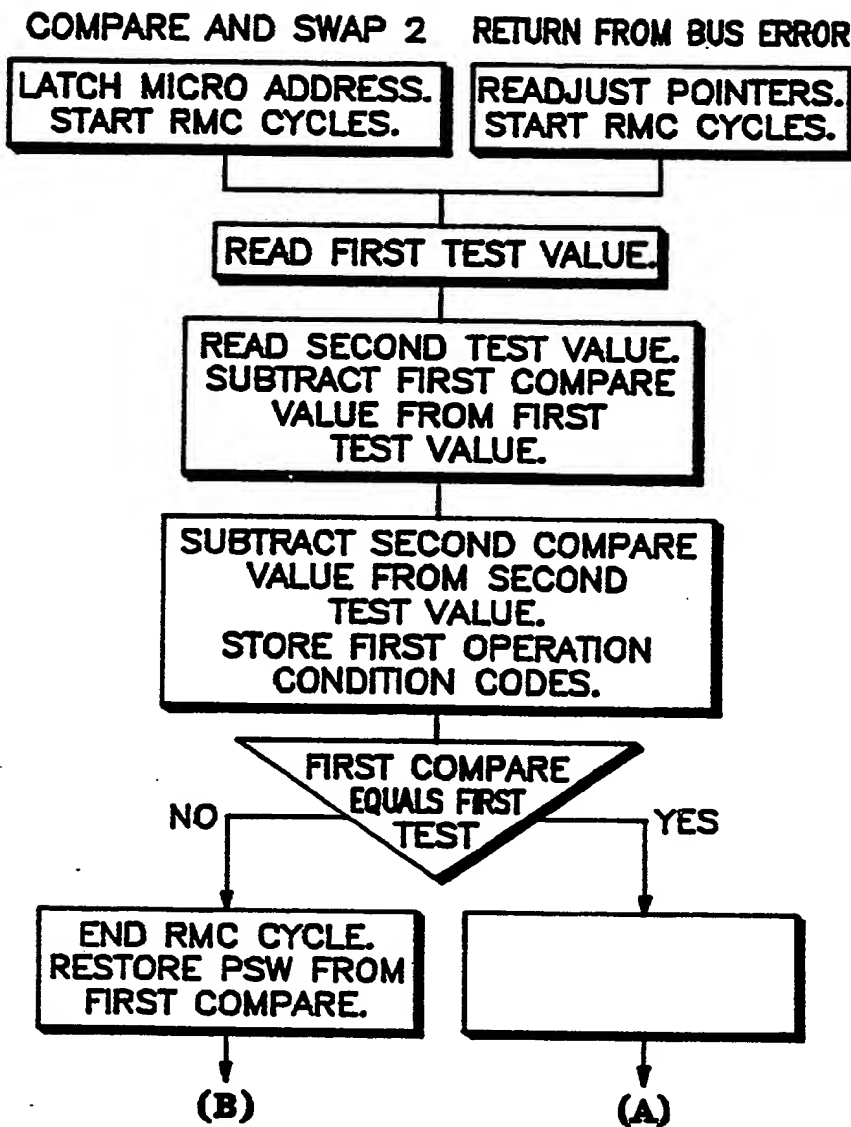 COMPARE AND SWAP 2
RETURN FROM BUS ERROR
LATCH MICRO ADDRESS.
START RMC CYCLES.
READJUST POINTERS.
START RMC CYCLES.
READ FIRST TEST VALUE.
READ SECOND TEST VALUE.
SUBTRACT FIRST COMPARE
VALUE FROM FIRST
TEST VALUE.
SUBTRACT SECOND COMPARE
VALUE FROM SECOND
TEST VALUE.
STORE FIRST OPERATION
CONDITION CODES.
FIRST COMPARE
EQUALS FIRST
TEST
NO
YES
END RMC CYCLE.
RESTORE PSW FROM
FIRST COMPARE.
(B)
(A)